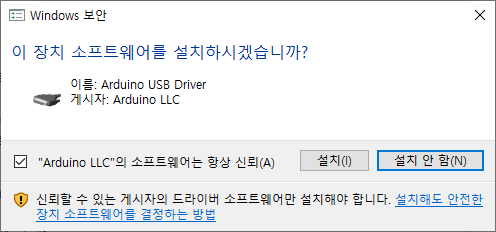 Windows 보안
이 장치 소프트웨어를 설치하시겠습니까?
이름: Arduino USB Driver
게시자: Arduino LLC
"Arduino LLC"의 소프트웨어는 항상 신뢰(A)
설치(I)
설치 안 함(N)
신뢰할 수 있는 게시자의 드라이버 소프트웨어만 설치해야 합니다. 설치해도 안전한
장치 소프트웨어를 결정하는 방법